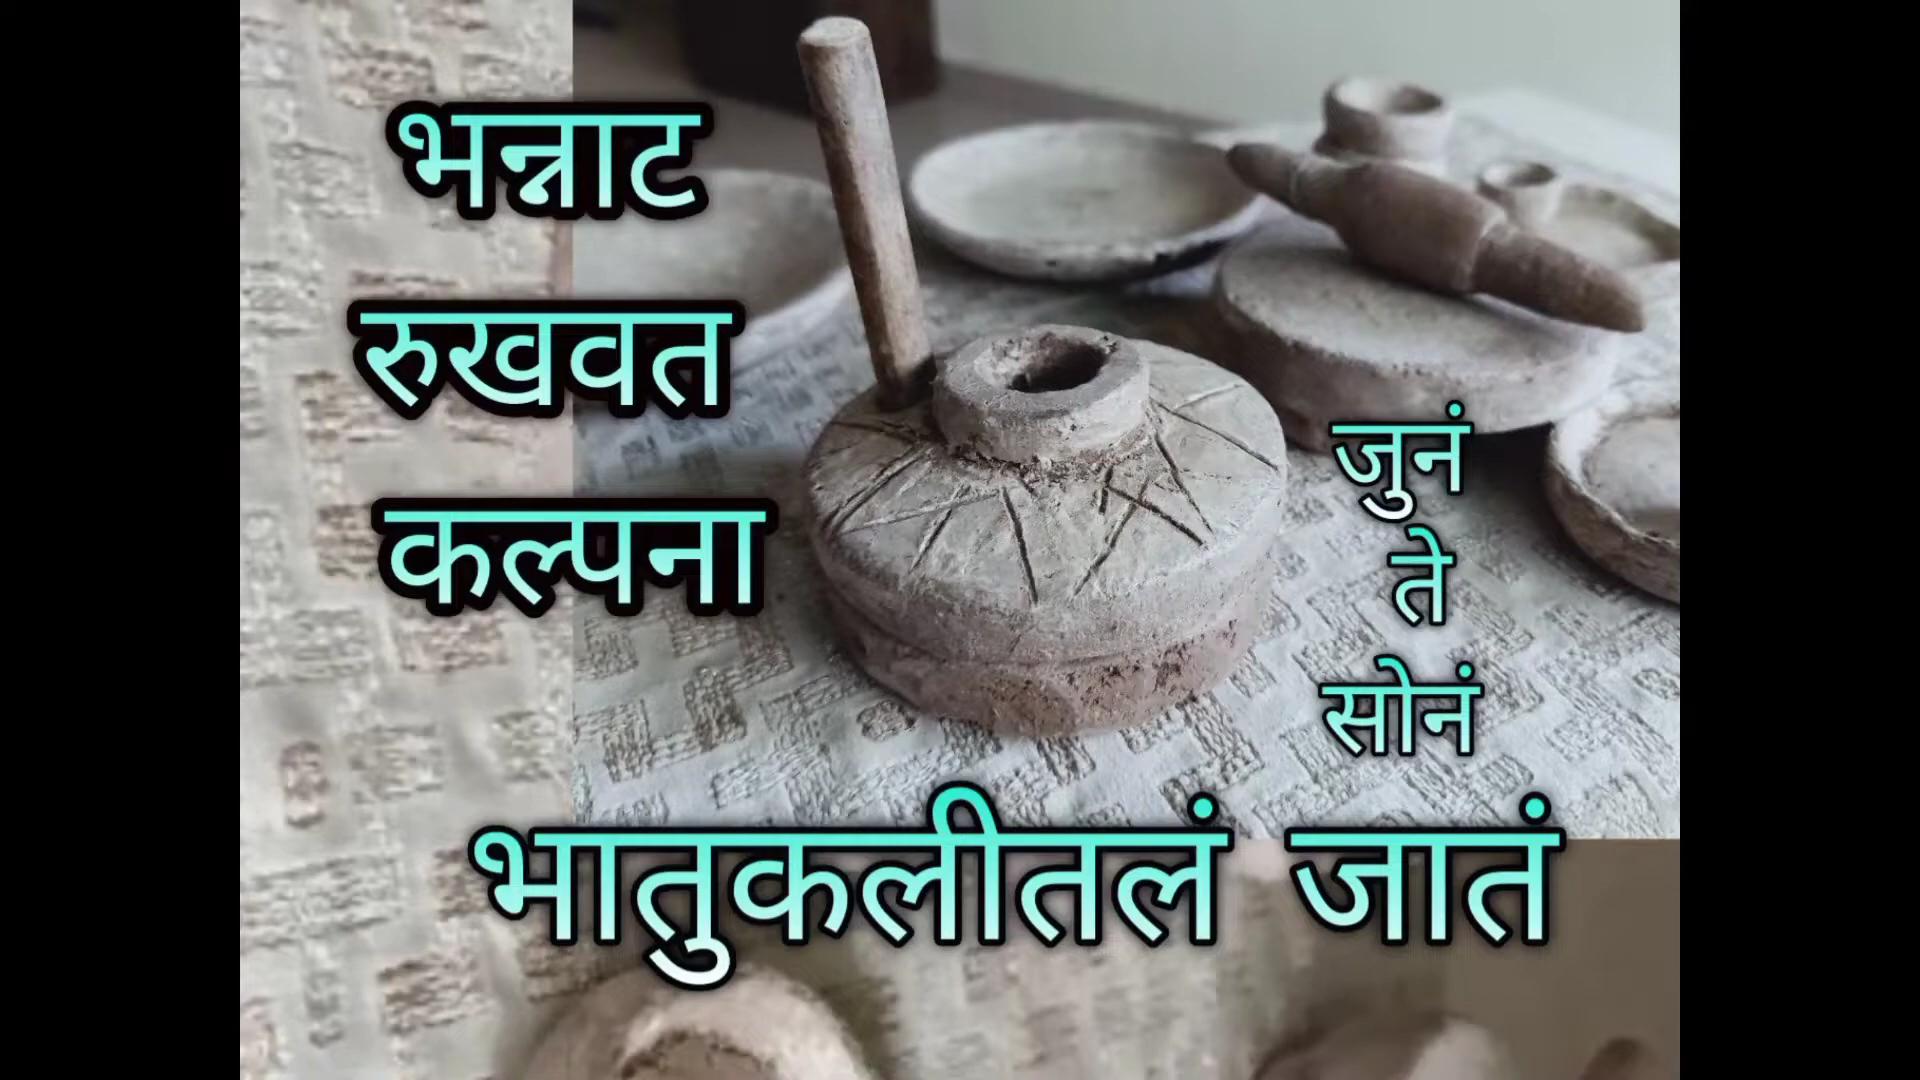 भन्नाट
रुखवत
कल्पना
जुनं
ते
सोनं
भातुकलीतलं जातं